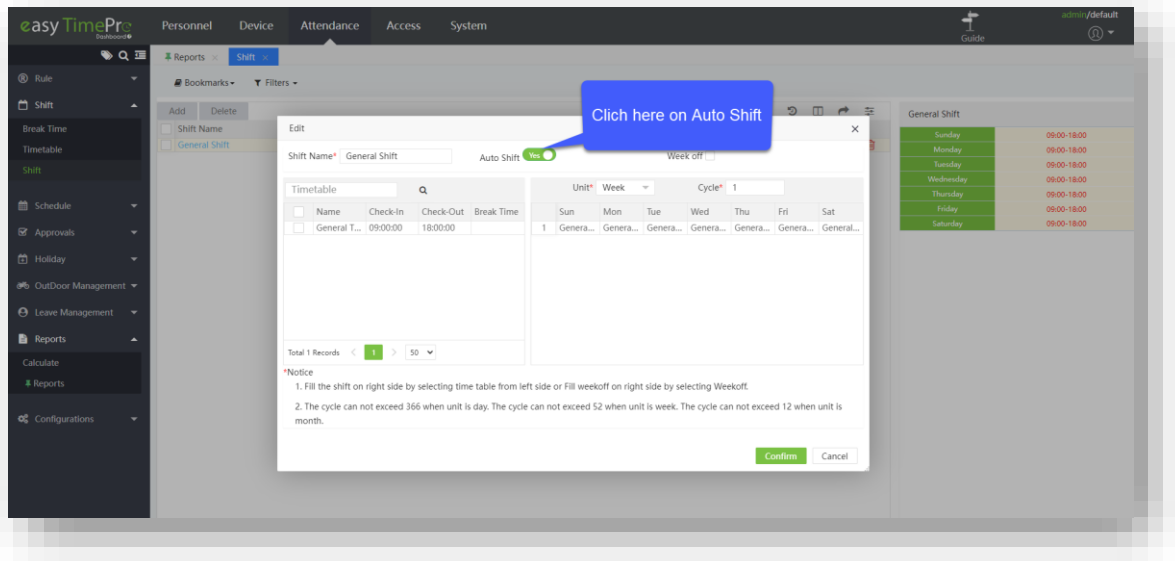 easy TimePro
Dashboard
Personnel Device Attendance Access System
Guide
admin/default
Reports Shift
Rule
Shift
Break Time
Timetable
Shift
Schedule
Approvals
Holiday
OutDoor Management
Leave Management
Reports
Calculate
Reports
Configurations
Bookmarks Filters
Add Delete
Shift Name
General Shift
Clich here on Auto Shift
Edit
Shift Name* General Shift Auto Shift Yes Week off
Timetable
Name Check-In Check-Out Break Time
General T... 09:00:00 18:00:00
Total 1 Records 1 50
Unit* Week Cycle* 1
Sun Mon Tue Wed Thu Fri Sat
1 Genera... Genera... Genera... Genera... Genera... Genera... General...
*Notice
1. Fill the shift on right side by selecting time table from left side or Fill weekoff on right side by selecting Weekoff.
2. The cycle can not exceed 366 when unit is day. The cycle can not exceed 52 when unit is week. The cycle can not exceed 12 when unit is
month.
Confirm Cancel
General Shift
Sunday 09:00-18:00
Monday 09:00-18:00
Tuesday 09:00-18:00
Wednesday 09:00-18:00
Thursday 09:00-18:00
Friday 09:00-18:00
Saturday 09:00-18:00